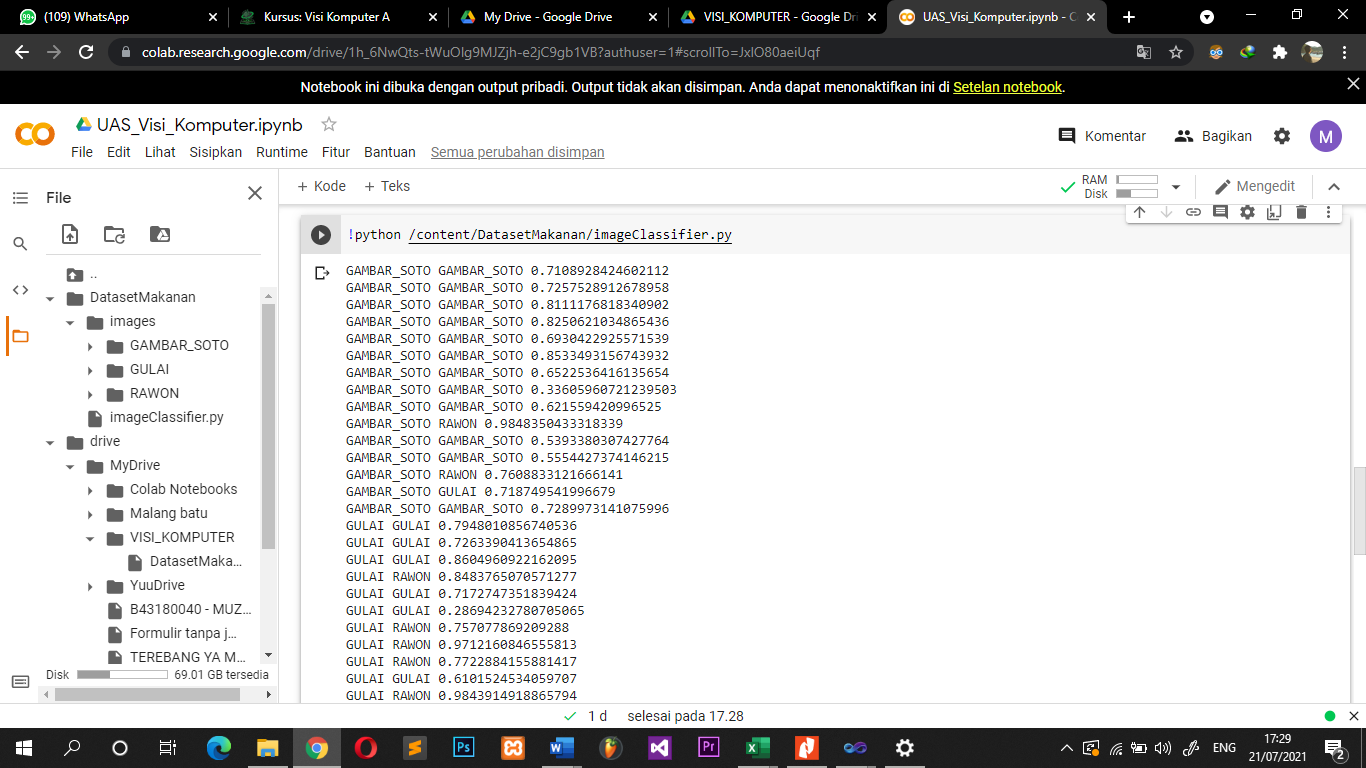 (109) WhatsApp
Kursus: Visi Komputer A
My Drive - Google Drive
VISI_KOMPUTER - Google Dri
UAS_Visi_Komputer.ipynb - C
colab.research.google.com/drive/1h_6NwQts-tWuOlg9MJZjh-e2jC9gb1VB?authuser=1#scrollTo=JxlO80aeiUqf
Notebook ini dibuka dengan output pribadi. Output tidak akan disimpan. Anda dapat menonaktifkan ini di Setelan notebook.
UAS_Visi_Komputer.ipynb
File Edit Lihat Sisipkan Runtime Fitur Bantuan Semua perubahan disimpan
Komentar
Bagikan
M
File
+ Kode + Teks
RAM
Disk
Mengedit
..
DatasetMakanan
images
GAMBAR_SOTO
GULAI
RAWON
imageClassifier.py
drive
MyDrive
Colab Notebooks
Malang batu
VISI_KOMPUTER
DatasetMaka...
YuuDrive
B43180040 - MUZ...
Formulir tanpa j...
TEREBANG YA M...
Disk 69.01 GB tersedia
!python /content/DatasetMakanan/imageClassifier.py
GAMBAR_SOTO GAMBAR_SOTO 0.7108928424602112
GAMBAR_SOTO GAMBAR_SOTO 0.7257528912678958
GAMBAR_SOTO GAMBAR_SOTO 0.8111176818340902
GAMBAR_SOTO GAMBAR_SOTO 0.8250621034865436
GAMBAR_SOTO GAMBAR_SOTO 0.6930422925571539
GAMBAR_SOTO GAMBAR_SOTO 0.8533493156743932
GAMBAR_SOTO GAMBAR_SOTO 0.6522536416135654
GAMBAR_SOTO GAMBAR_SOTO 0.33605960721239503
GAMBAR_SOTO GAMBAR_SOTO 0.621559420996525
GAMBAR_SOTO RAWON 0.9848350433318339
GAMBAR_SOTO GAMBAR_SOTO 0.5393380307427764
GAMBAR_SOTO GAMBAR_SOTO 0.5554427374146215
GAMBAR_SOTO RAWON 0.7608833121666141
GAMBAR_SOTO GULAI 0.718749541996679
GAMBAR_SOTO GAMBAR_SOTO 0.7289973141075996
GULAI GULAI 0.7948010856740536
GULAI GULAI 0.7263390413654865
GULAI GULAI 0.8604960922162095
GULAI RAWON 0.8483765070571277
GULAI GULAI 0.7172747351839424
GULAI GULAI 0.28694232780705065
GULAI RAWON 0.757077869209288
GULAI RAWON 0.9712160846555813
GULAI RAWON 0.7722884155881417
GULAI GULAI 0.6101524534059707
GULAI RAWON 0.9843914918865794
1 d selesai pada 17.28
ENG
17:29
21/07/2021
2